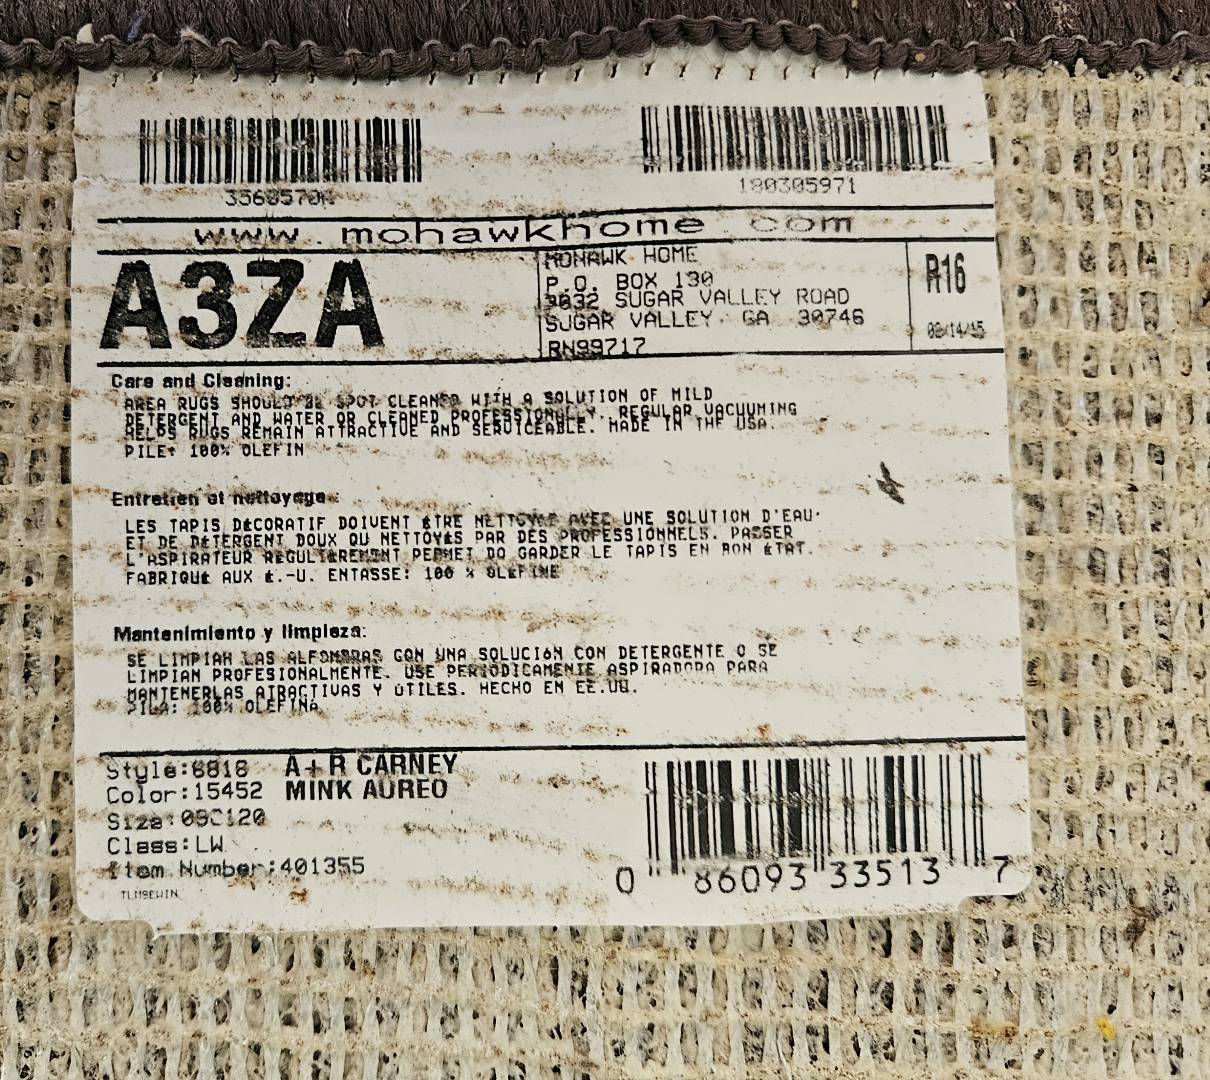 180305971
www.mohawkhome.com
A3ZA
MOHAWK HOME
P.O. BOX 130
3032 SUGAR VALLEY ROAD
SUGAR VALLEY, GA 30746
RN99717
R16
Care and Cleaning:
AREA RUGS SHOULD BE SPOT CLEANED WITH A SOLUTION OF MILD
DETERGENT AND WATER OR CLEANED PROFESSIONALLY. REGULAR VACUUMING
HELPS RUGS REMAIN ATTRACTIVE AND SERVICEABLE. MADE IN THE USA.
PILE: 100% OLEFIN
Entretien et nettoyage:
LES TAPIS DÉCORATIF DOIVENT ÊTRE NETTOYÉS AVEC UNE SOLUTION D'EAU
ET DE DÉTERGENT DOUX OU NETTOYÉS PAR DES PROFESSIONNELS. PASSER
L'ASPIRATEUR RÉGULIÈREMENT PERMET DO GARDER LE TAPIS EN BON ÉTAT.
FABRIQUÉ AUX É.-U. ENTASSE: 100 % OLEFINE
Mantenimiento y limpieza:
SE LIMPIAN LAS ALFOMBRAS CON UNA SOLUCIÓN CON DETERGENTE O SE
LIMPIAN PROFESIONALMENTE. USE PERIÓDICAMENTE ASPIRADORA PARA
MANTENERLAS ATRACTIVAS Y ÚTILES. HECHO EN EE.UU.
PILA: 100% OLEFINA
Style:8818 A+R CARNEY
Color:15452 MINK AUREO
Size:09C120
Class:LW
Item Number:401355
0 86093 33513 7